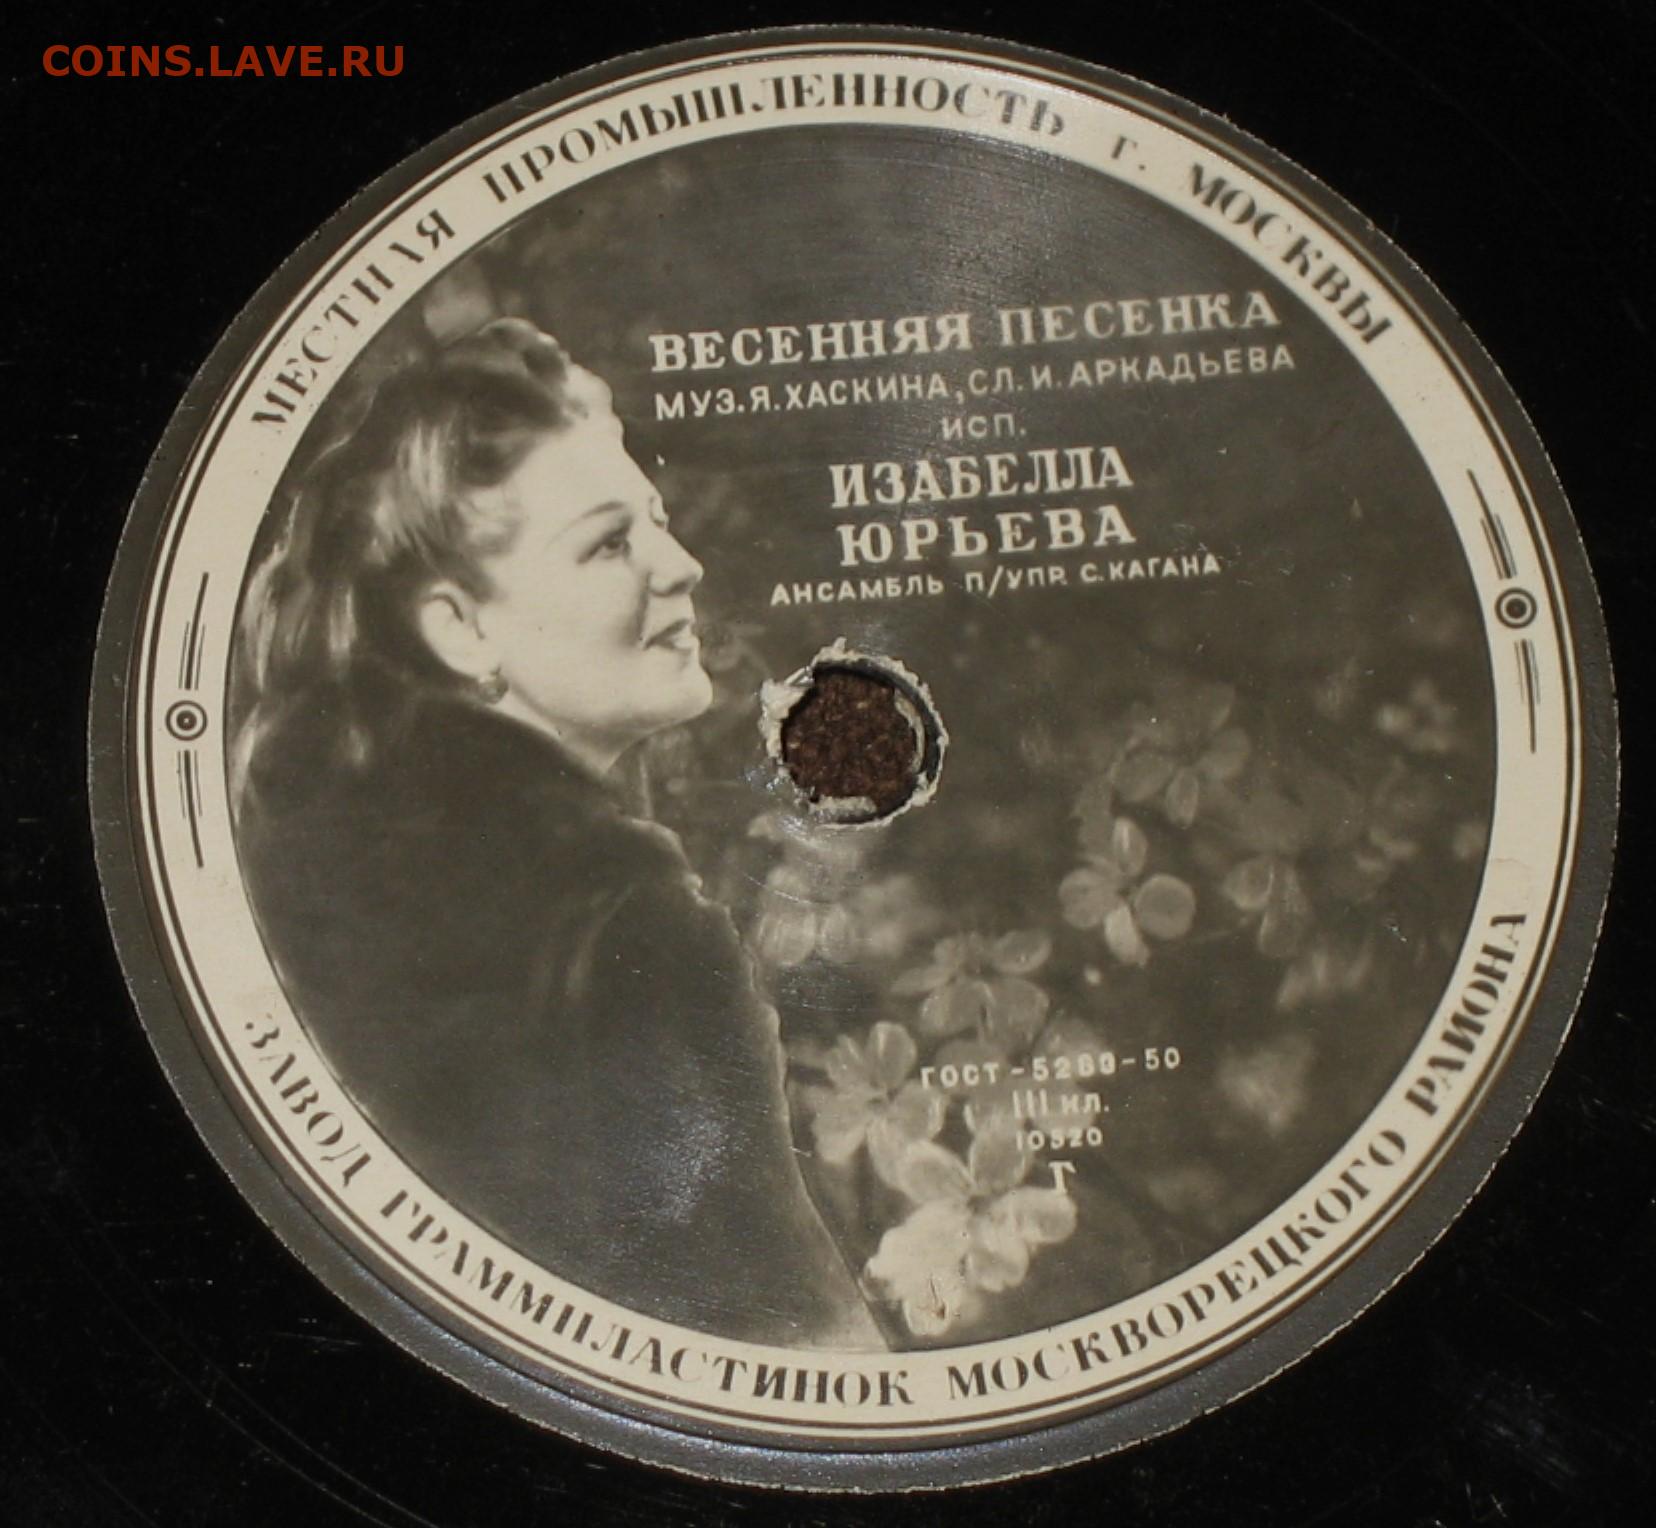 COINS.LAVE.RU
МЕСТНАЯ ПРОМЫШЛЕННОСТЬ г. МОСКВЫ
ВЕСЕННЯЯ ПЕСЕНКА
МУЗ.Я.ХАСКИНА, СЛ.И.АРКАДЬЕВА
ИСП.
ИЗАБЕЛЛА
ЮРЬЕВА
АНСАМБЛЬ П/УПР. С.КАГАНА
ГОСТ-5289-50
III кл.
10520
Г
ЗАВОД ГРАММПЛАСТИНОК МОСКВОРЕЦКОГО РАЙОНА